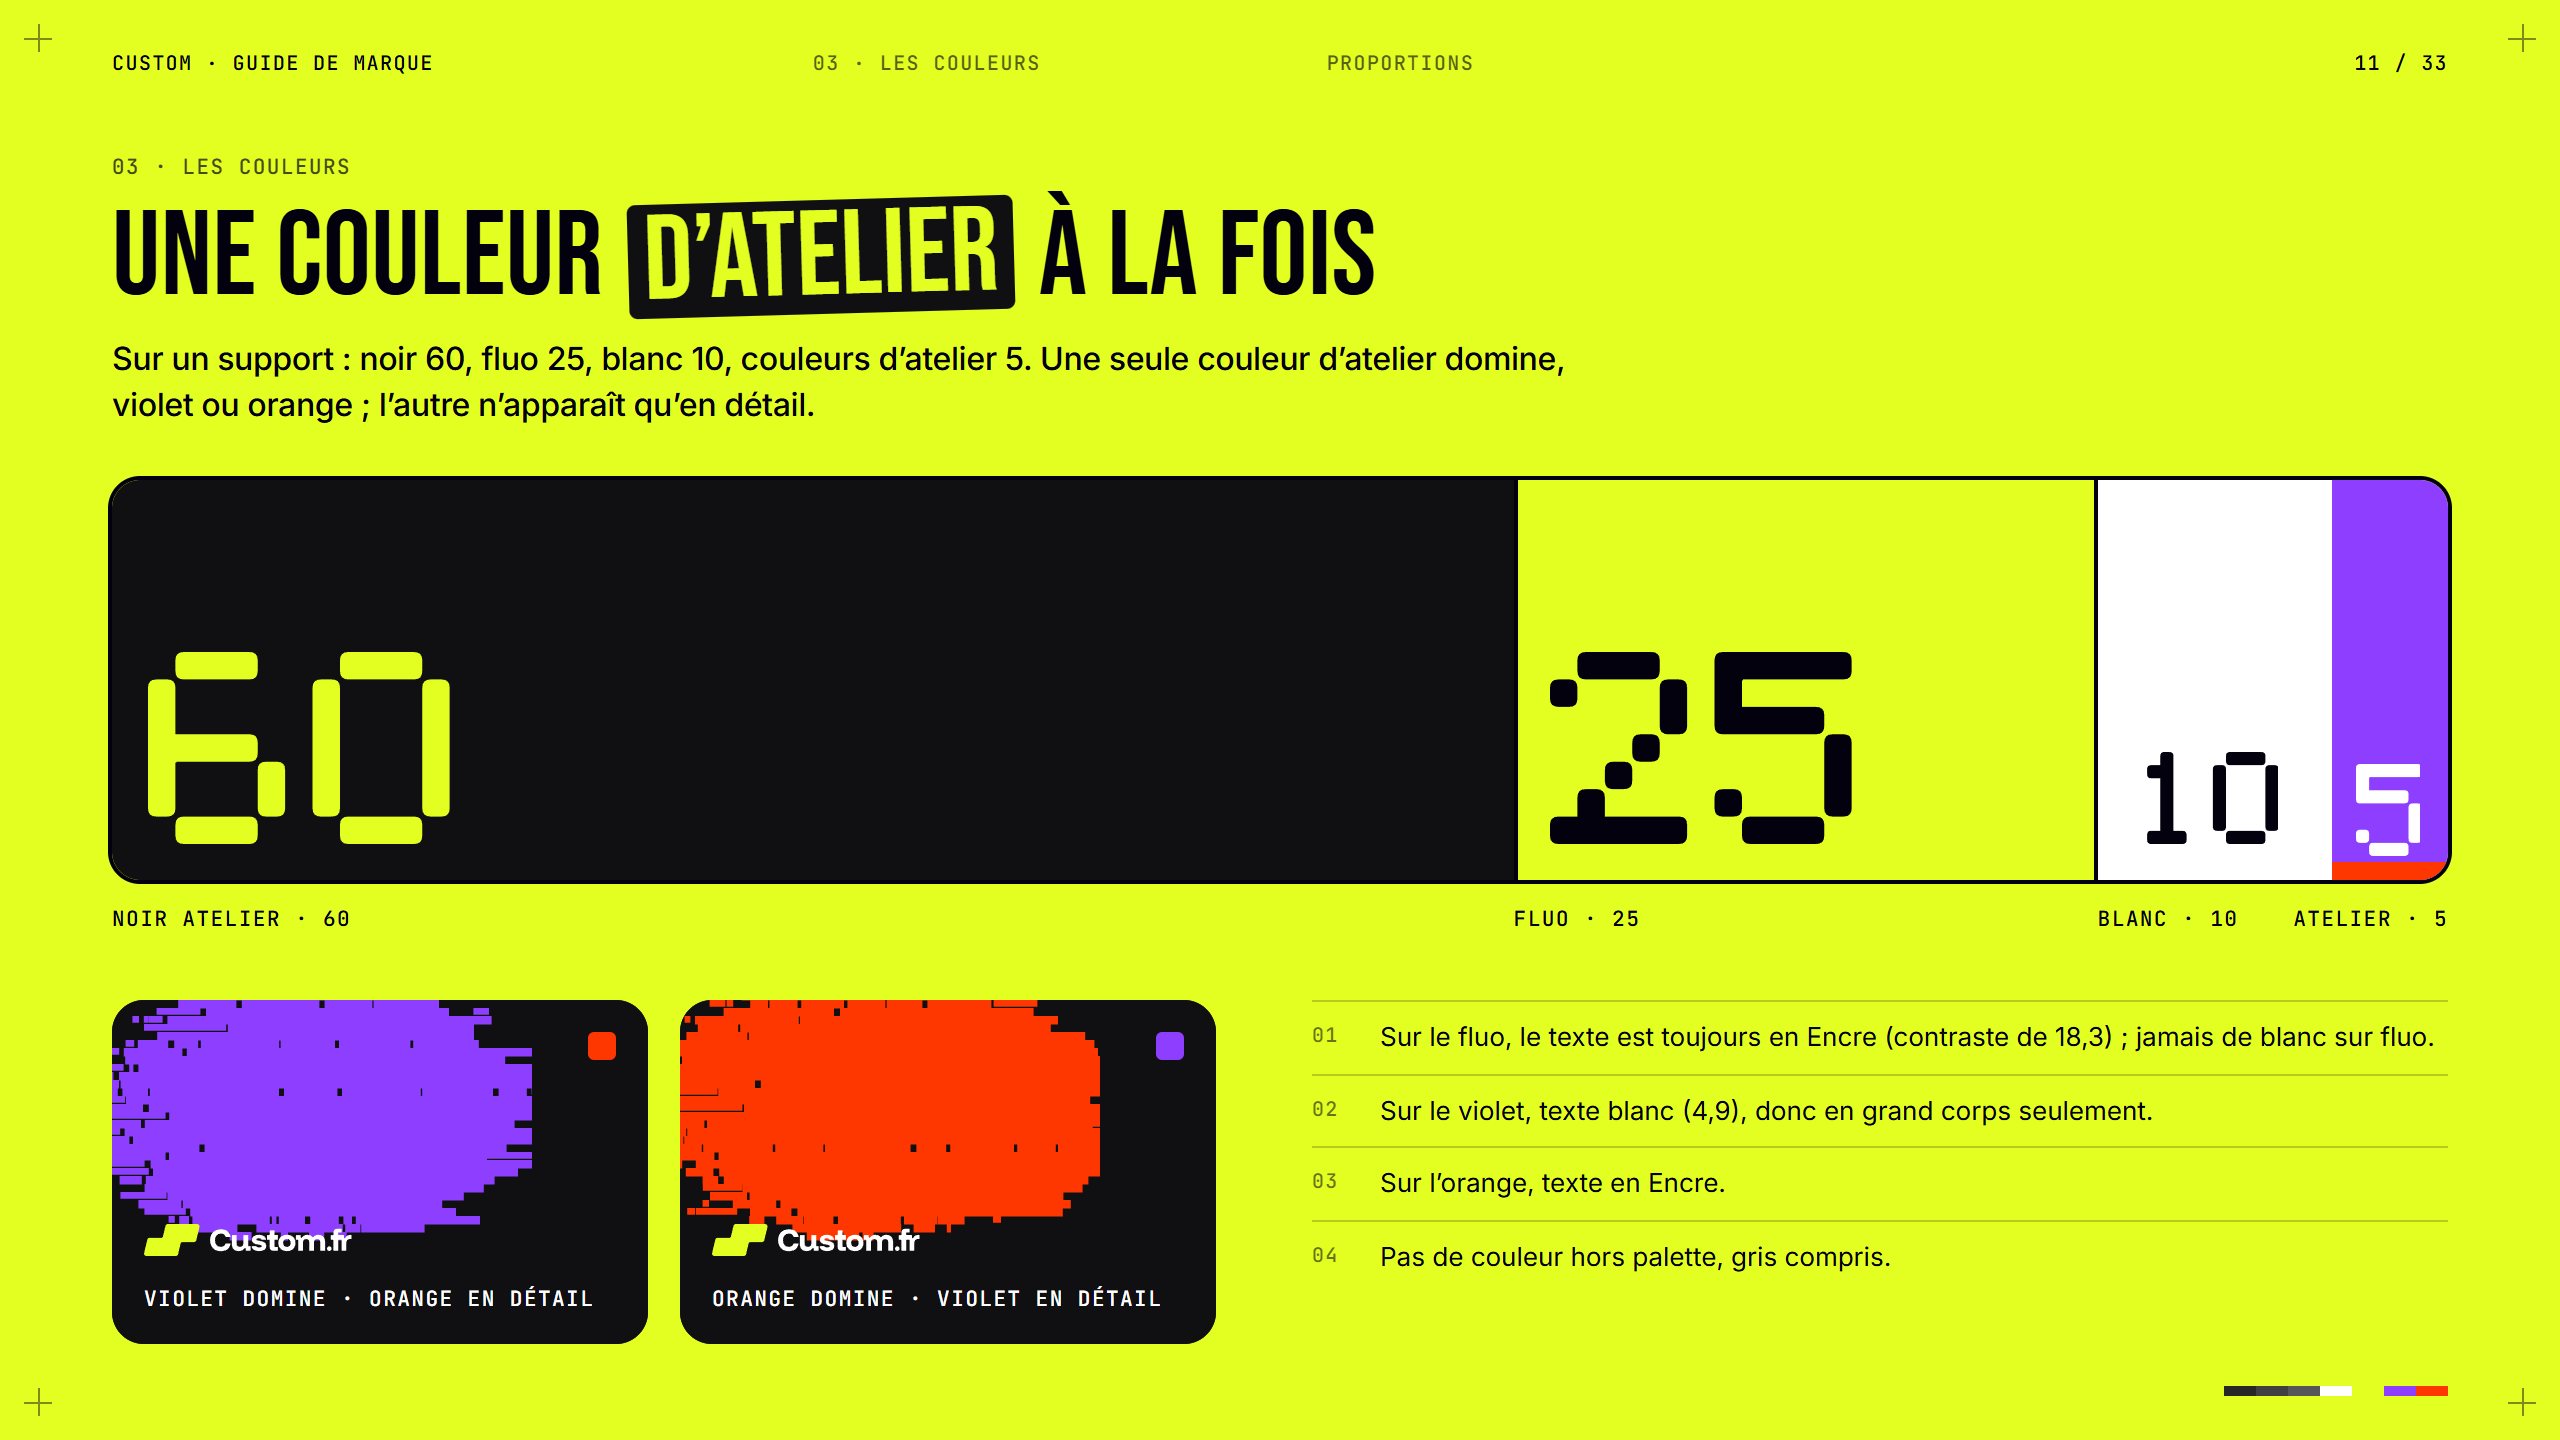 CUSTOM · GUIDE DE MARQUE
03 · LES COULEURS
PROPORTIONS
11 / 33
03 · LES COULEURS
UNE COULEUR D’ATELIER À LA FOIS
Sur un support : noir 60, fluo 25, blanc 10, couleurs d’atelier 5. Une seule couleur d’atelier domine,
violet ou orange ; l’autre n’apparaît qu’en détail.
60
25
10
5
NOIR ATELIER · 60
FLUO · 25
BLANC · 10
ATELIER · 5
Custom.fr
VIOLET DOMINE · ORANGE EN DÉTAIL
Custom.fr
ORANGE DOMINE · VIOLET EN DÉTAIL
01 Sur le fluo, le texte est toujours en Encre (contraste de 18,3) ; jamais de blanc sur fluo.
02 Sur le violet, texte blanc (4,9), donc en grand corps seulement.
03 Sur l’orange, texte en Encre.
04 Pas de couleur hors palette, gris compris.